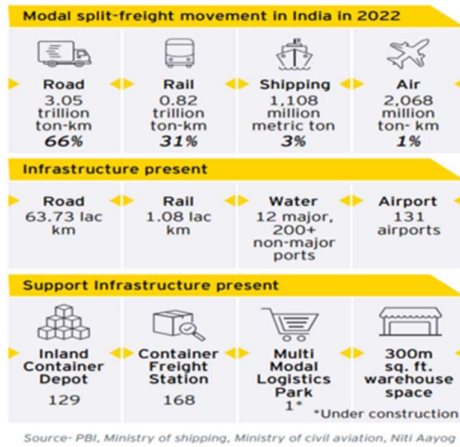 Modal split-freight movement in India in 2022
Road Rail Shipping Air
3.05 0.82 1,108 2,068
trillion trillion million million
ton-km ton-km metric ton ton- km
66% 31% 3% 1%
Infrastructure present
Road Rail Water Airport
63.73 lac 1.08 lac 12 major, 131
km km 200+ airports
non-major
ports
Support Infrastructure present
Inland Container Multi 300m
Container Freight Modal sq. ft.
Depot Station Logistics warehouse
129 168 Park space
1*
*Under construction
Source- PBI, Ministry of shipping, Ministry of civil aviation, Niti Aayog